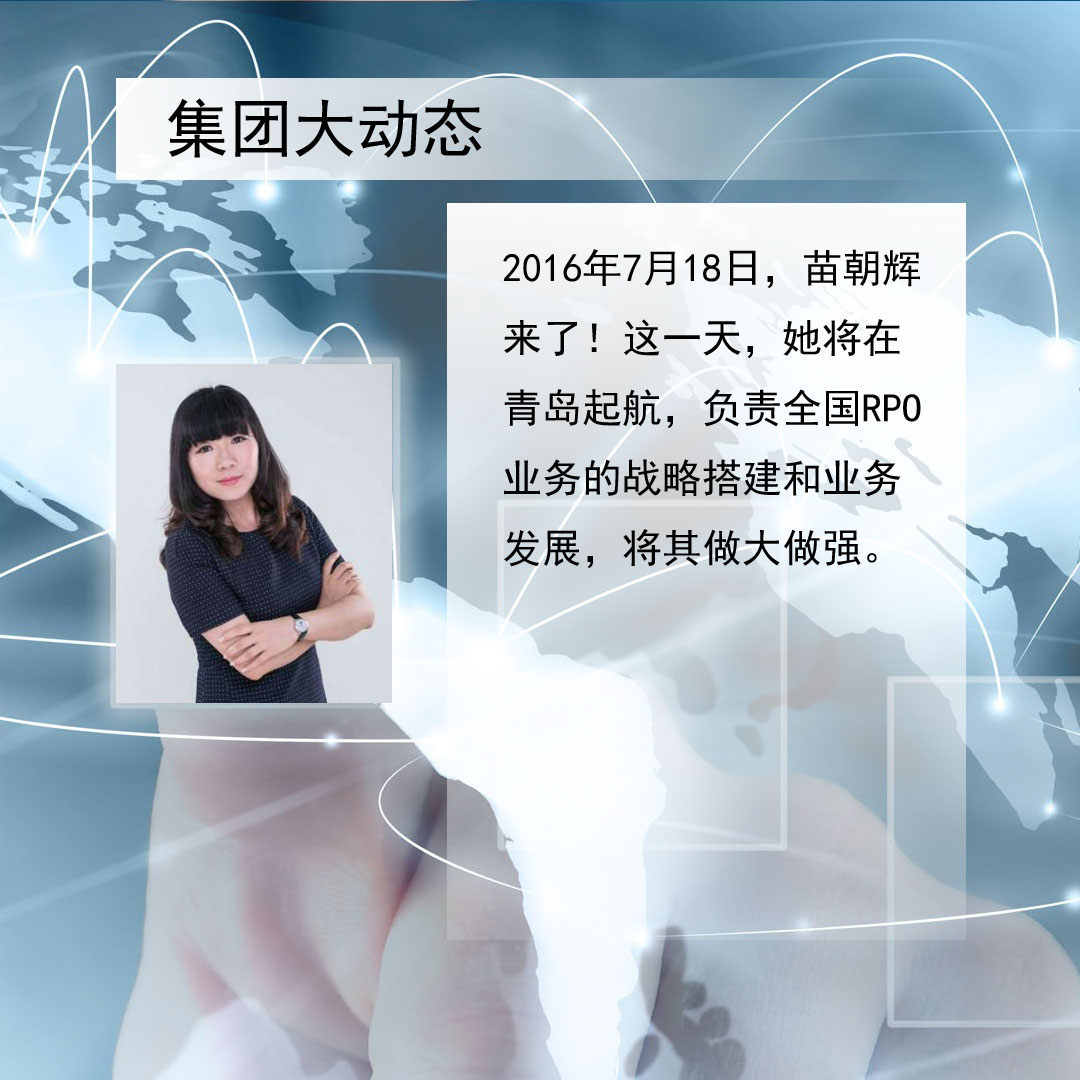 集团大动态
2016年7月18日，苗朝辉
来了！这一天，她将在
青岛起航，负责全国RPO
业务的战略搭建和业务
发展，将其做大做强。